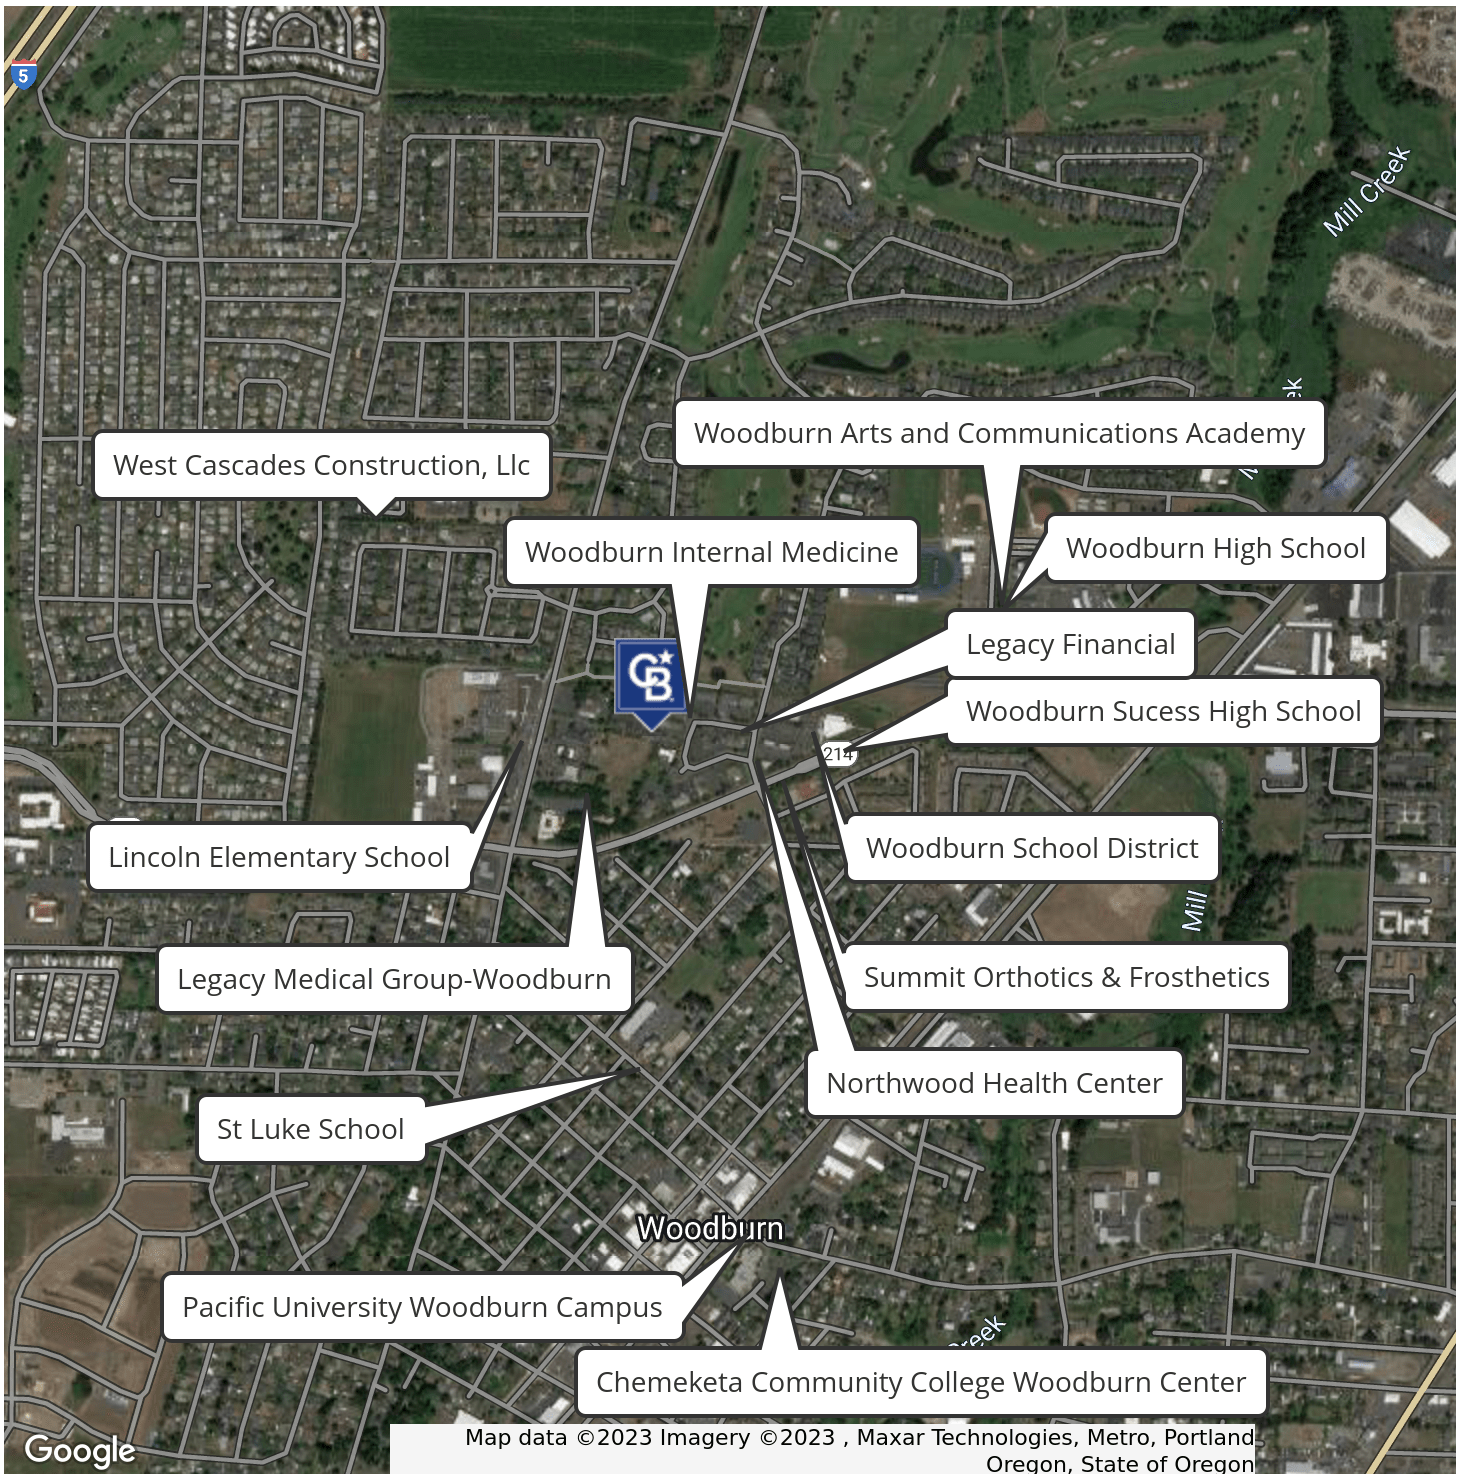 5
Mill Creek
Woodburn Arts and Communications Academy
West Cascades Construction, Llc
Woodburn Internal Medicine
Woodburn High School
Legacy Financial
CB
Woodburn Sucess High School
214
Woodburn School District
Lincoln Elementary School
Mill
Legacy Medical Group-Woodburn
Summit Orthotics & Frosthetics
Northwood Health Center
St Luke School
Woodburn
Pacific University Woodburn Campus
Chemeketa Community College Woodburn Center
Google
Map data ©2023 Imagery ©2023 , Maxar Technologies, Metro, Portland
Oregon, State of Oregon